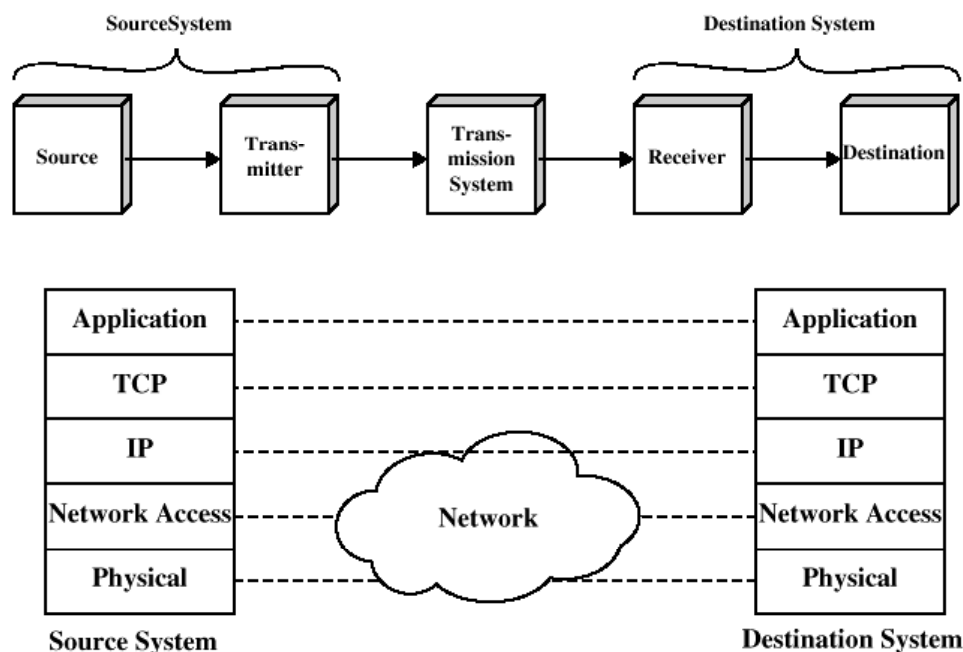 SourceSystem
Destination System
Source
Trans-
mitter
Trans-
mission
System
Receiver
Destination
Application
TCP
IP
Network Access
Physical
Source System
Network
Application
TCP
IP
Network Access
Physical
Destination System